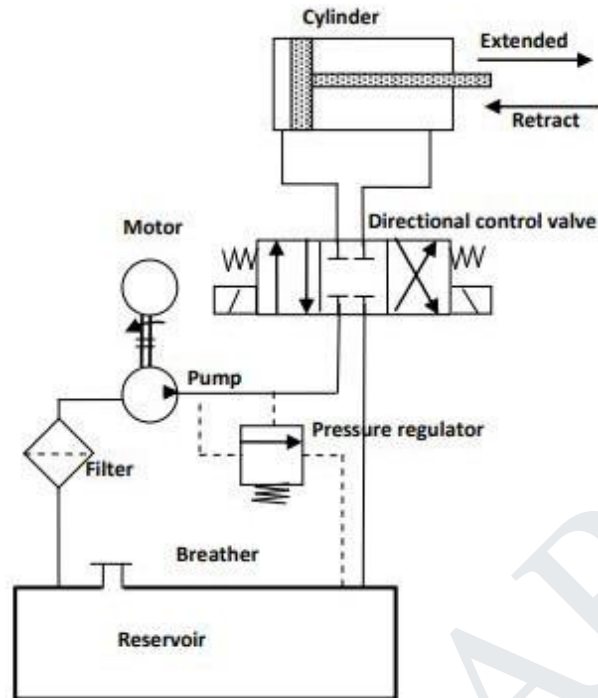 Cylinder
Extended
Retract
Directional control valve
Motor
Pump
Pressure regulator
Filter
Breather
Reservoir